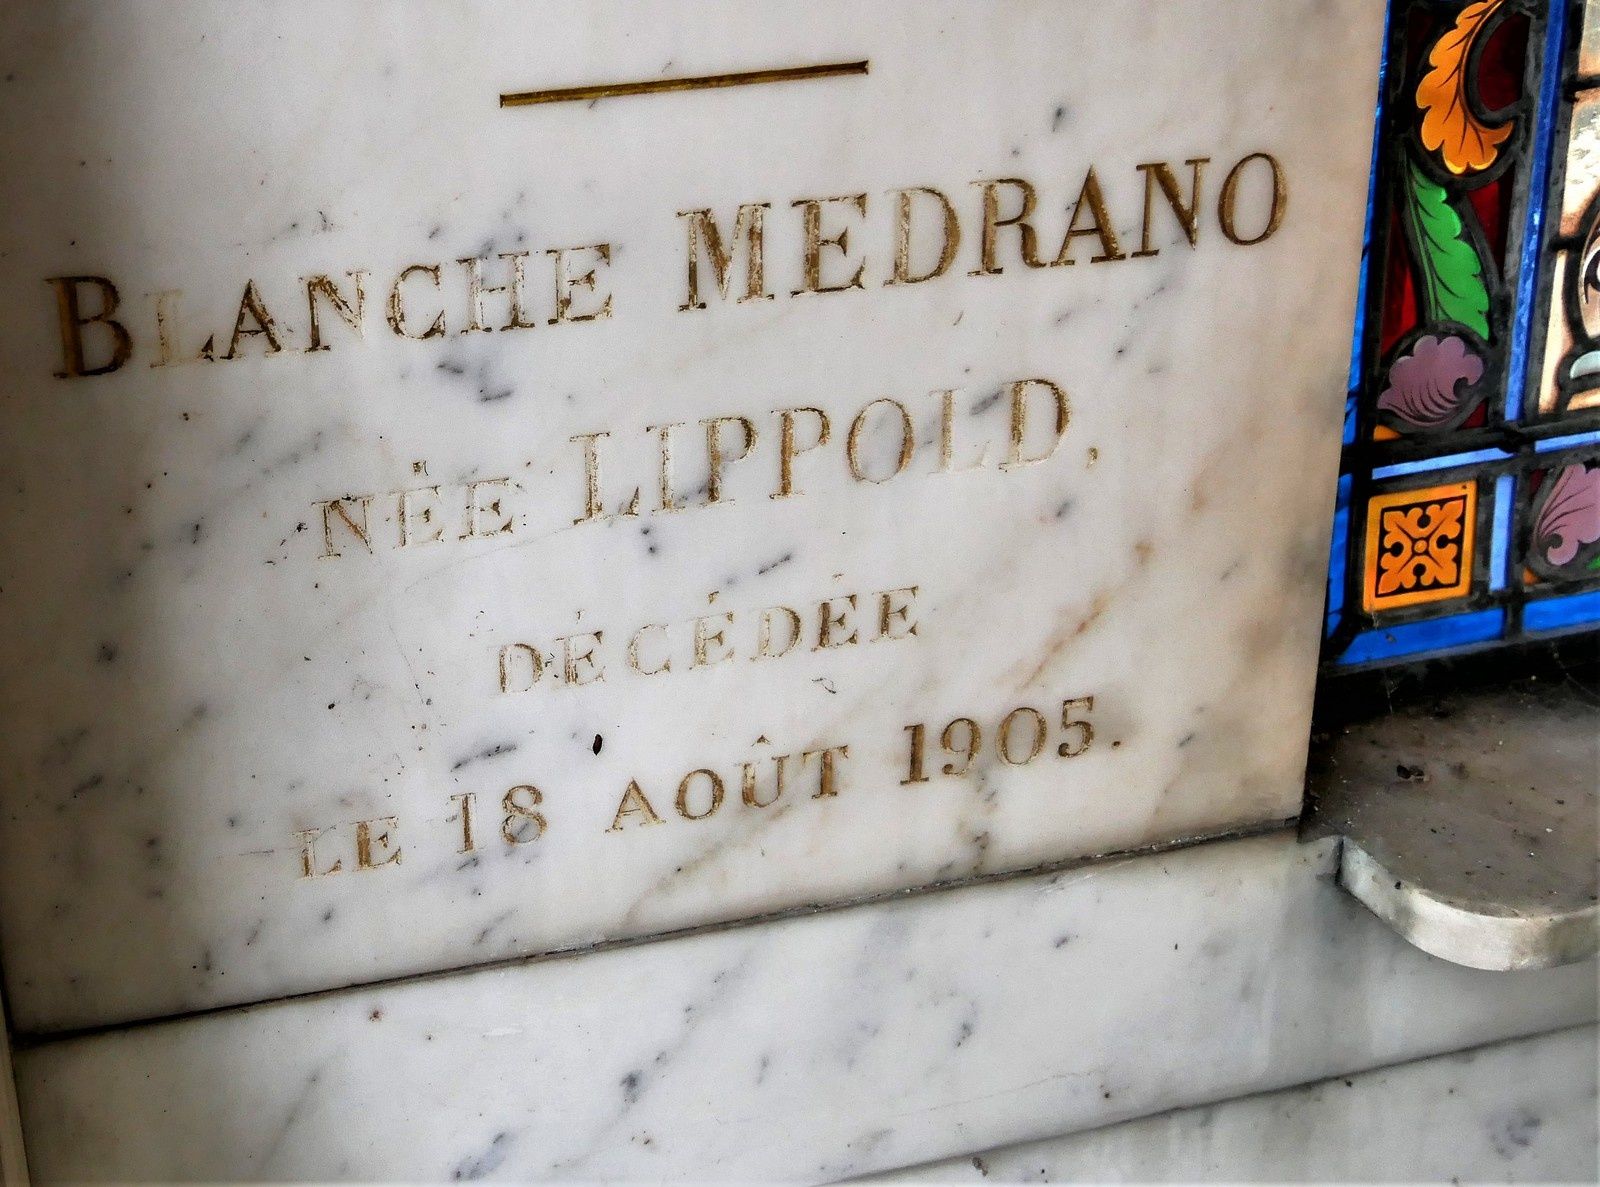 BLANCHE MEDRANO
NÉE LIPPOLD,
DÉCÉDÉE
LE 18 AOÛT 1905.